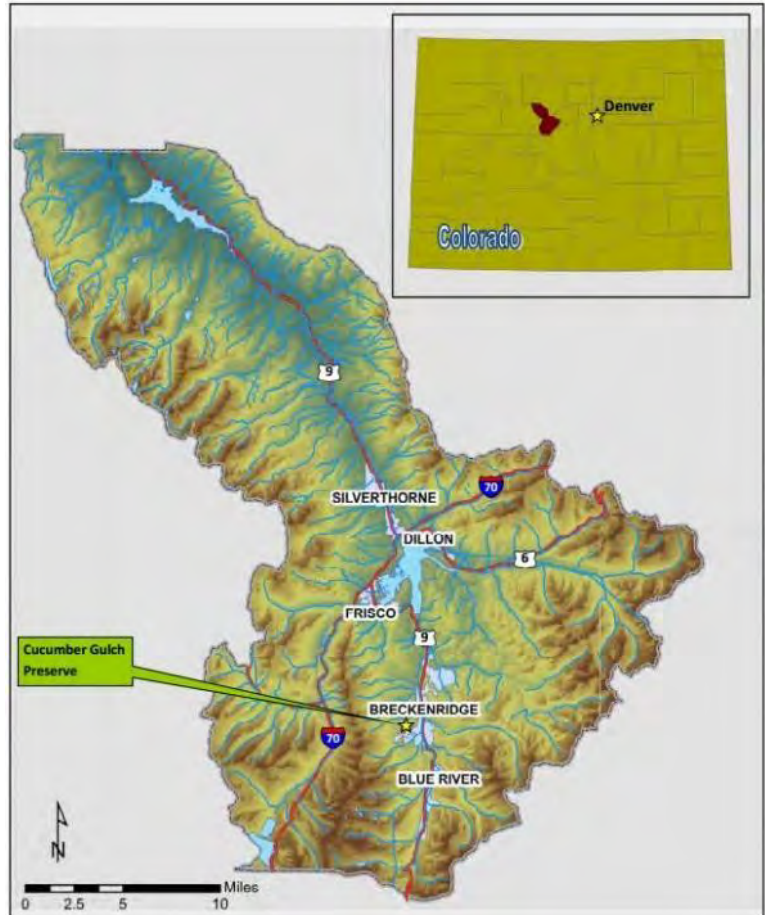 Denver
Colorado
9
SILVERTHORNE
70
DILLON
6
FRISCO
9
Cucumber Gulch
Preserve
BRECKENRIDGE
70
BLUE RIVER
N
Miles
0 2.5 5 10